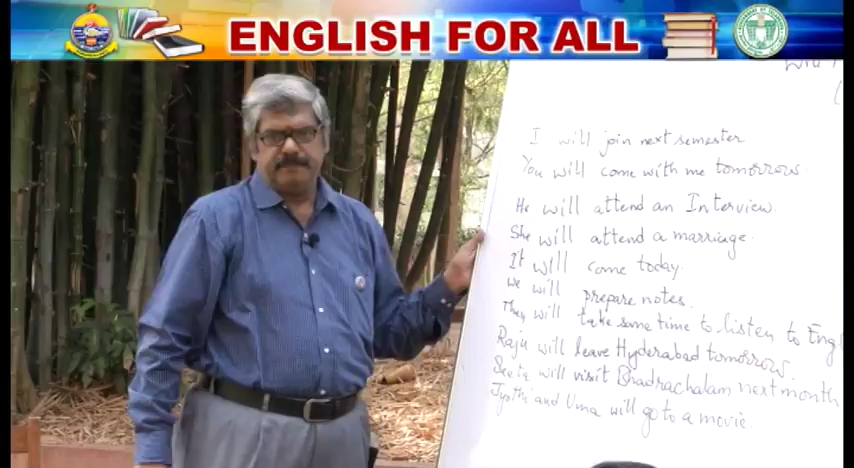 ENGLISH FOR ALL
I will join next semester
You will come with me tomorrow.
He will attend an Interview.
She will attend a marriage.
It will come today.
We will prepare notes.
They will take some time to listen to Engl
Raju will leave Hyderabad tomorrow.
Seeta will visit Bhadrachalam next month
Jyothi and Uma will go to a movie.